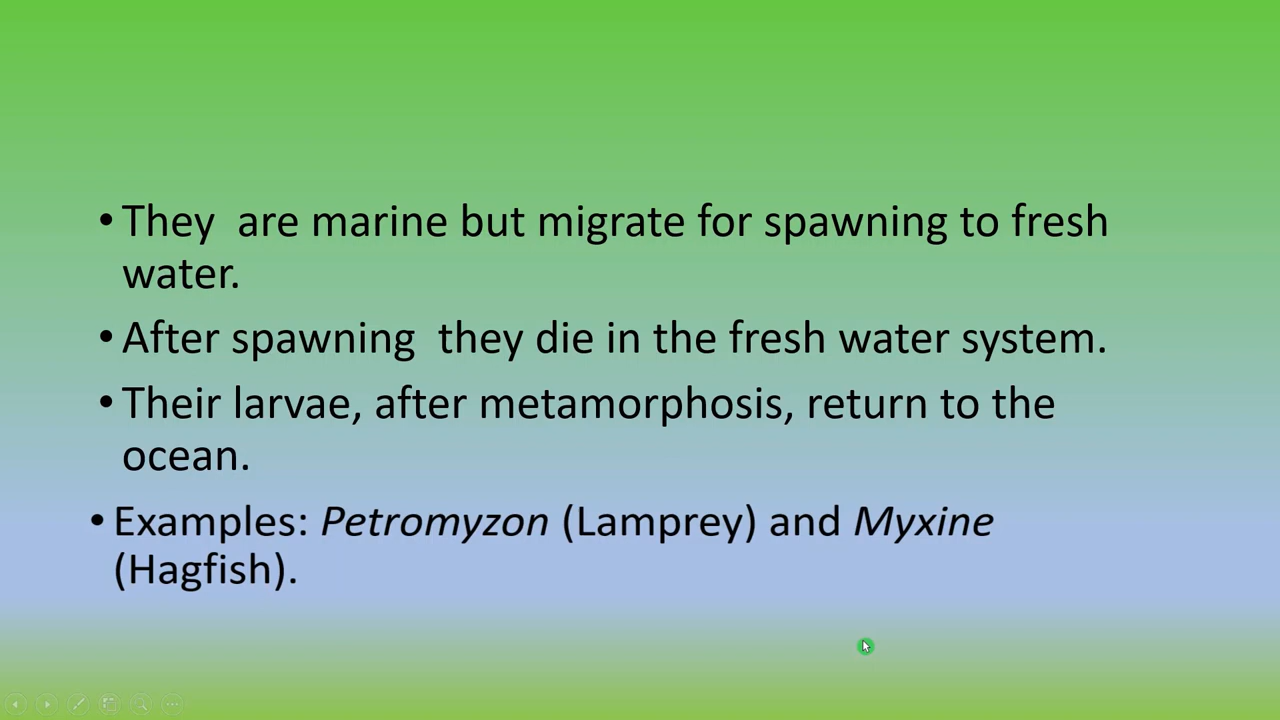 •They  are marine but migrate for spawning to fresh
water.
•After spawning  they die in the fresh water system.
•Their larvae, after metamorphosis, return to the
ocean.
•Examples: Petromyzon (Lamprey) and Myxine
(Hagfish).